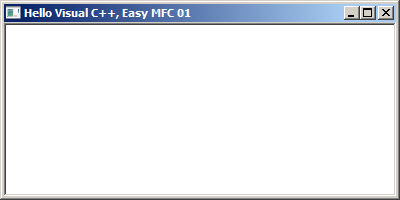 Hello Visual C++, Easy MFC 01